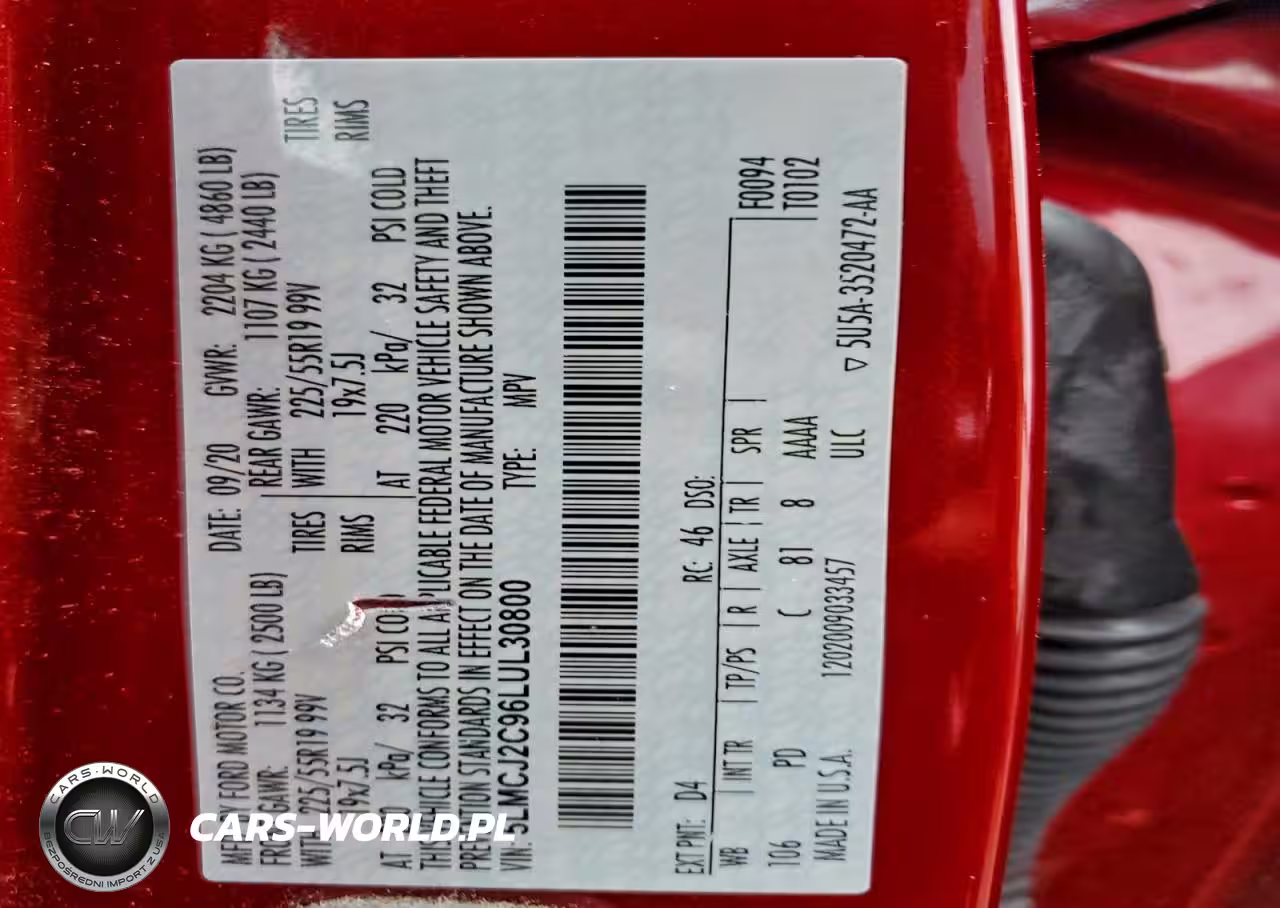 MFD. BY FORD MOTOR CO.
DATE: 09/20 GVWR: 2204 KG ( 4860 LB)
FRT GAWR: 1134 KG ( 2500 LB)
REAR GAWR: 1107 KG ( 2440 LB)
WITH 225/55R19 99V TIRES
WITH 225/55R19 99V TIRES
19x7.5J RIMS
19x7.5J RIMS
AT kPa/ 32 PSI COLD
AT 220 kPa/ 32 PSI COLD
THIS VEHICLE CONFORMS TO ALL APPLICABLE FEDERAL MOTOR VEHICLE SAFETY AND THEFT
PREVENTION STANDARDS IN EFFECT ON THE DATE OF MANUFACTURE SHOWN ABOVE.
VIN: 5LMCJ2C96LUL30800 TYPE: MPV
EXT PNT: D4 RC: 46 DSO:
WB | INT TR | TP/PS | R | AXLE | TR | SPR | F0094
T06 PD C 81 8 AAAA T0102
MADE IN U.S.A. 1202009033457 ULC
▽ 5U5A-3520472-AA
CARS-WORLD
CW
BEZPOŚREDNI IMPORT Z USA
CARS-WORLD.PL